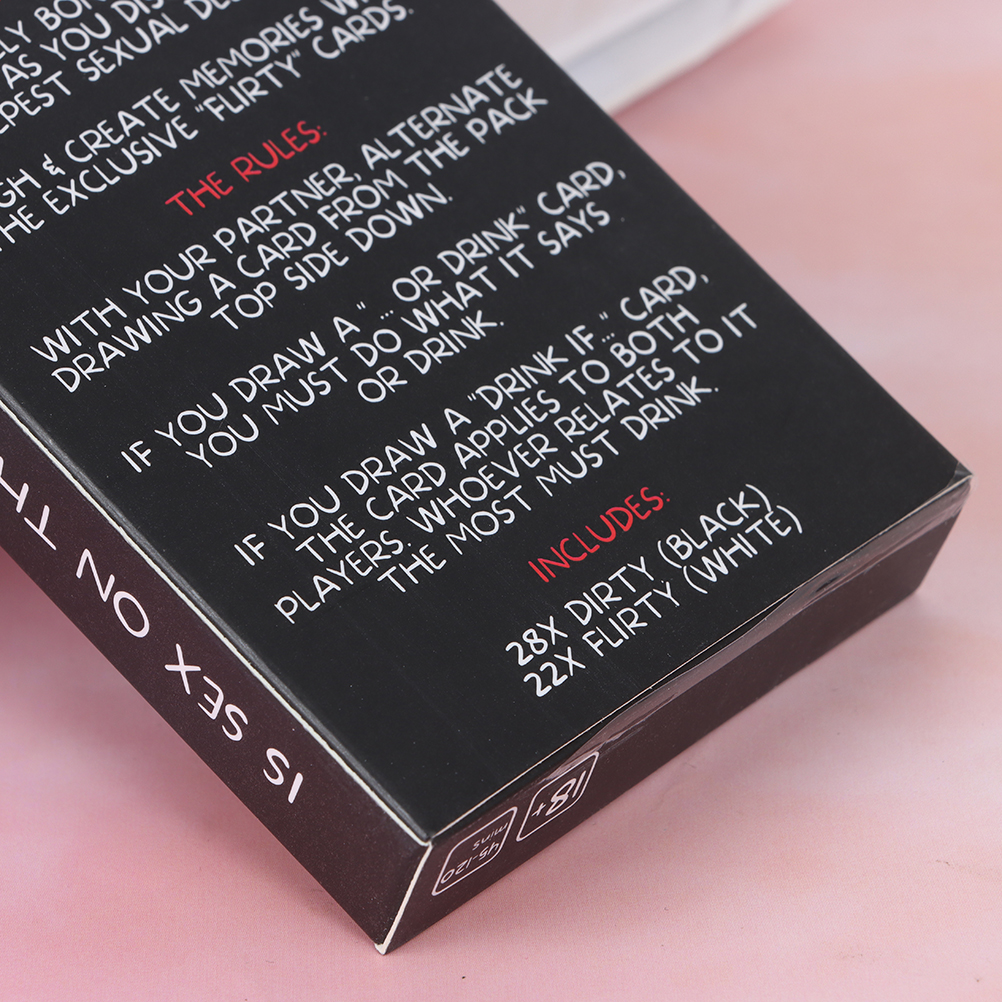 AS YOU DIS
SEXUAL DE
& CREATE MEMORIES W
EXCLUSIVE "FLIRTY" CARDS.
THE RULES:
WITH YOUR PARTNER, ALTERNATE
DRAWING A CARD FROM THE PACK
TOP SIDE DOWN.
IF YOU DRAW A "... OR DRINK" CARD,
YOU MUST DO WHAT IT SAYS
OR DRINK.
IF YOU DRAW A "DRINK IF..." CARD,
THE CARD APPLIES TO BOTH
PLAYERS. WHOEVER RELATES TO IT
THE MOST MUST DRINK.
INCLUDES:
28X DIRTY (BLACK)
22X FLIRTY (WHITE)
IS SEX ON TH
45-120
mins
18+